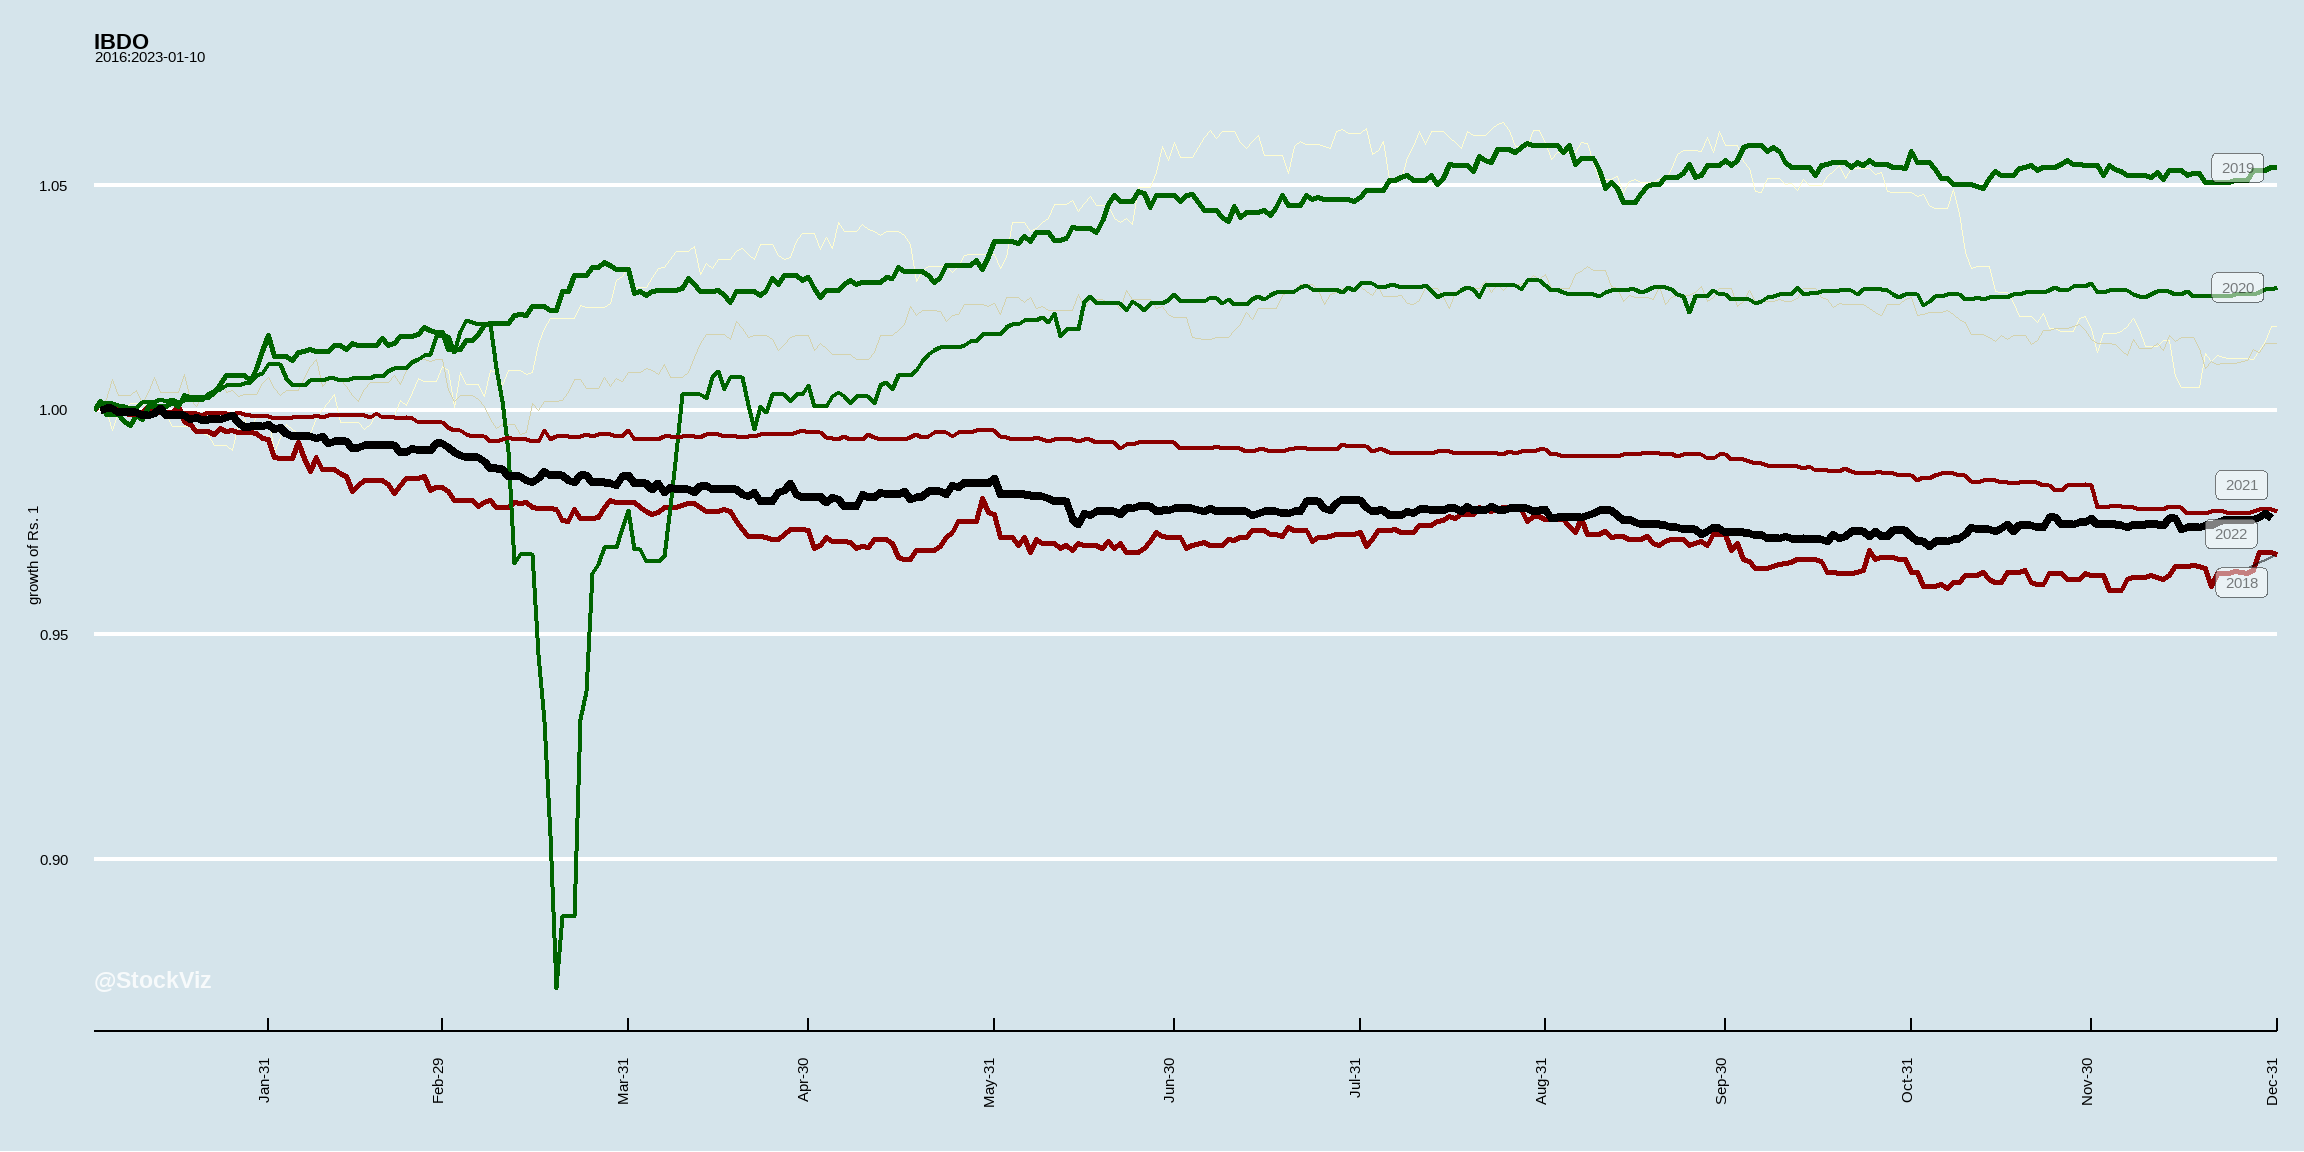 IBDO
2016:2023-01-10
growth of Rs. 1
1.05
1.00
0.95
0.90
2019
2020
2021
2022
2018
@StockViz
Jan-31
Feb-29
Mar-31
Apr-30
May-31
Jun-30
Jul-31
Aug-31
Sep-30
Oct-31
Nov-30
Dec-31